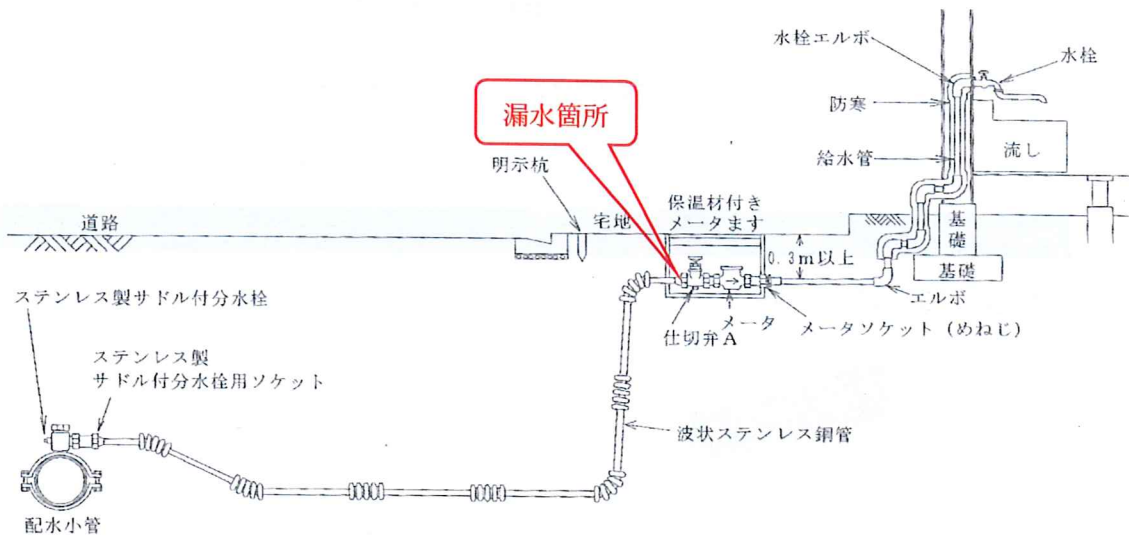 水栓エルボ
水栓
防寒
漏水箇所
給水管
流し
明示杭
保温材付き
メータます
道路
宅地
基礎
0.3m以上
基礎
エルボ
ステンレス製サドル付分水栓
メータ
メータソケット(めねじ)
仕切弁A
ステンレス製
サドル付分水栓用ソケット
波状ステンレス鋼管
配水小管